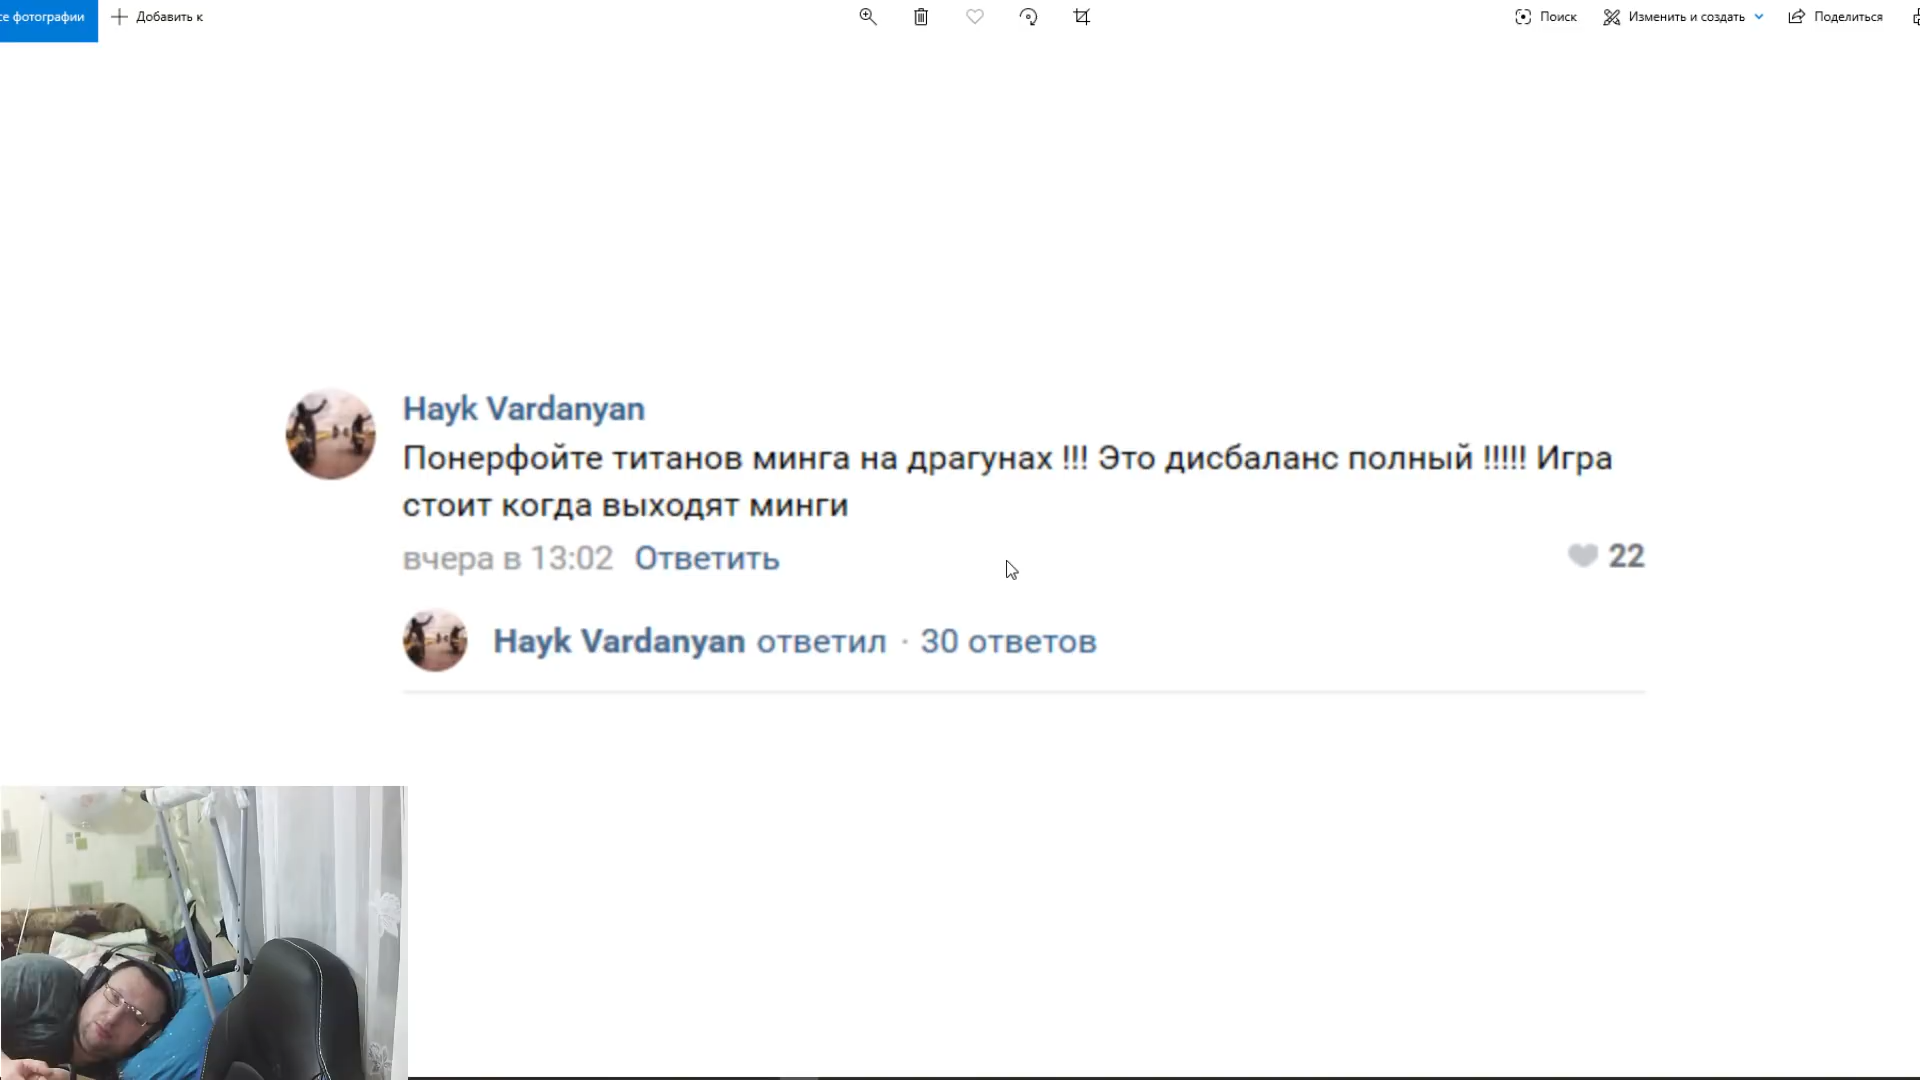 се фотографии
Добавить к
Поиск
Изменить и создать
Поделиться
Hayk Vardanyan
Понерфойте титанов минга на драгунах !!! Это дисбаланс полный !!!!! Игра
стоит когда выходят минги
вчера в 13:02 Ответить
22
Hayk Vardanyan ответил · 30 ответов